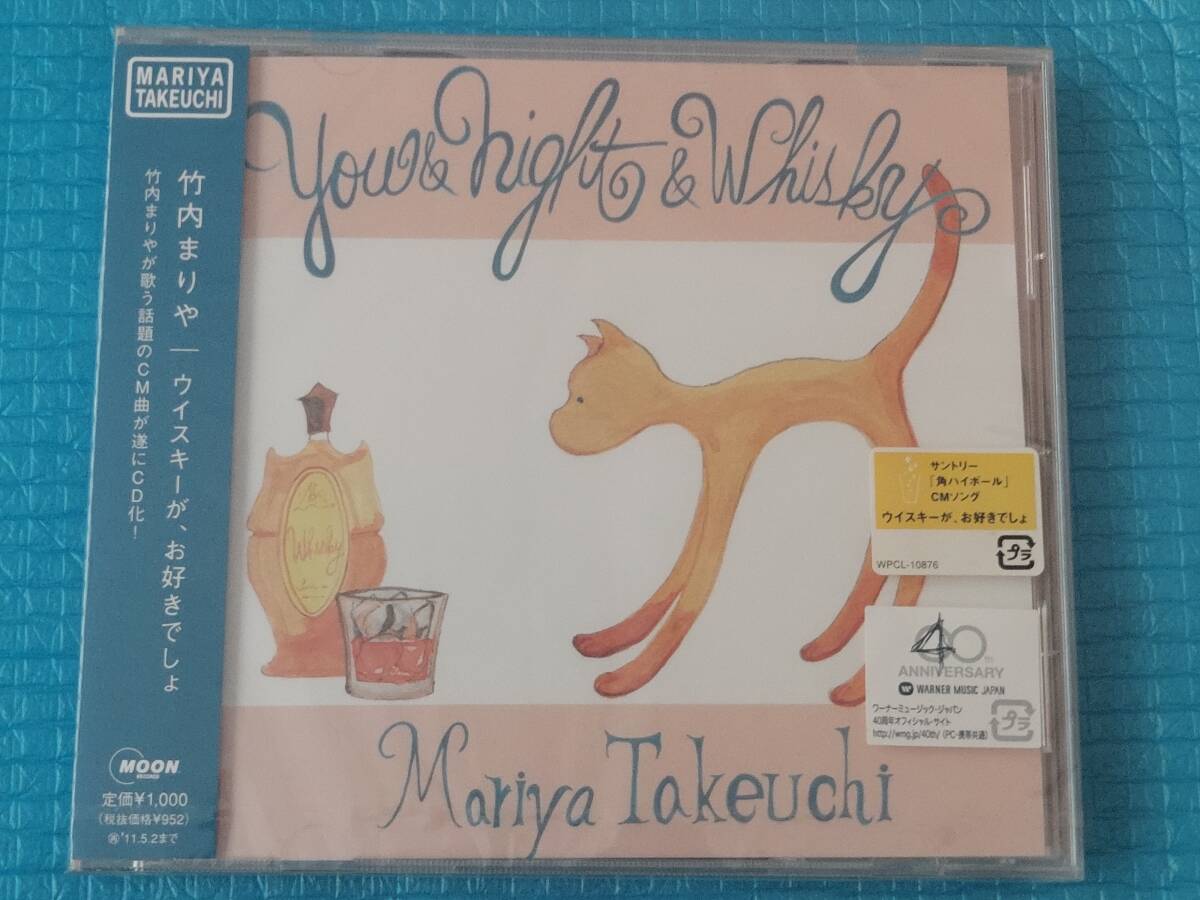 MARIYA
TAKEUCHI
竹内まりや｜ウイスキーが、お好きでしょ
竹内まりやが歌う話題のCM曲が遂にCD化！
MOON
RECORDS
定価¥1,000
(税抜価格¥952)
'11.5.2まで
You & Night & Whisky
Whisky
サントリー
「角ハイボール」
CMソング
ウイスキーが、お好きでしょ
プラ
WPCL-10876
40th
ANNIVERSARY
WARNER MUSIC JAPAN
ワーナーミュージック・ジャパン
40周年オフィシャル・サイト
http://wmg.jp/40th/ (PC・携帯共通)
プラ
Mariya Takeuchi